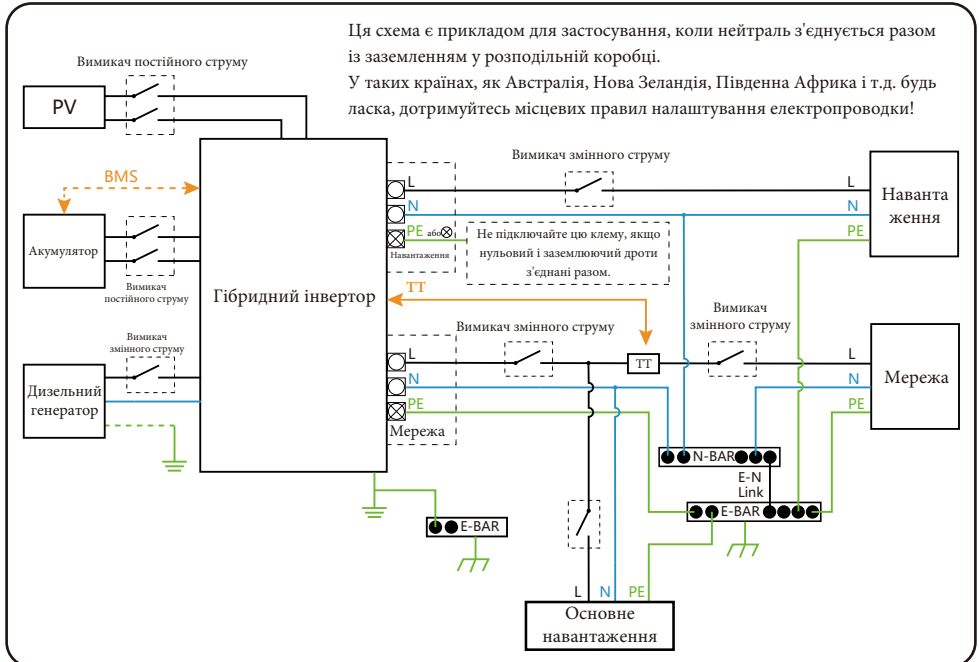 Ця схема є прикладом для застосування, коли нейтраль з'єднується разом
із заземленням у розподільній коробці.
У таких країнах, як Австралія, Нова Зеландія, Південна Африка і т.д. будь
ласка, дотримуйтесь місцевих правил налаштування електропроводки!
Вимикач постійного струму
PV
BMS
Акумулятор
Вимикач
постійного струму
Вимикач
змінного струму
Дизельний
генератор
Гібридний інвертор
L
N
PE або
Навантаження
Вимикач змінного струму
L
N
PE
Наванта
ження
Не підключайте цю клему, якщо
нульовий і заземлюючий дроти
з'єднані разом.
TT
Вимикач змінного струму
Вимикач
змінного струму
TT
L
N
PE
Мережа
L
N
PE
Мережа
N-BAR
E-N
Link
E-BAR
E-BAR
L N PE
Основне
навантаження